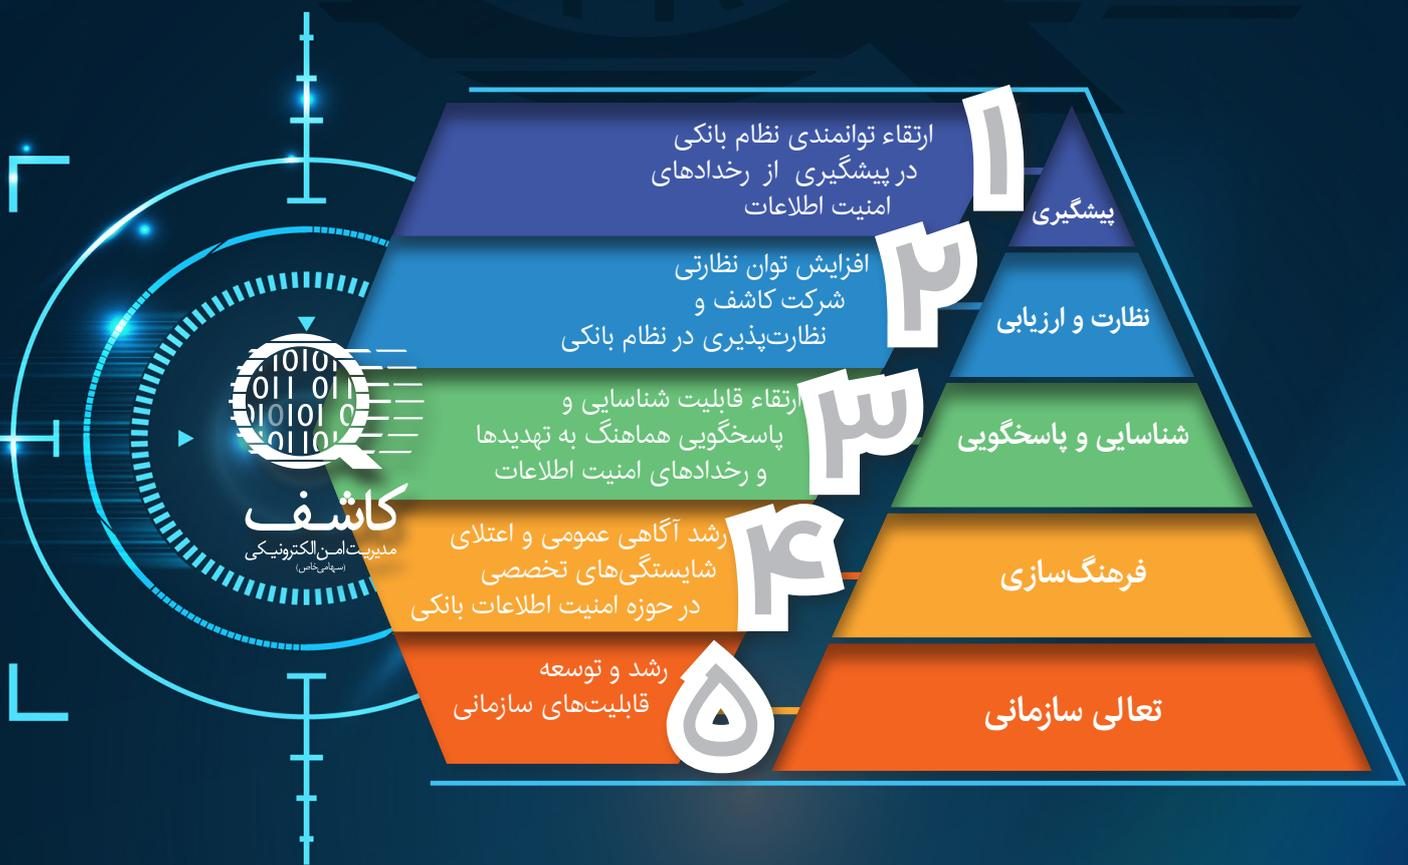 ۱
ارتقاء توانمندی نظام بانکی
در پیشگیری از رخدادهای
امنیت اطلاعات
پیشگیری
۲
افزایش توان نظارتی
شرکت کاشف و
نظارت‌پذیری در نظام بانکی
نظارت و ارزیابی
۳
ارتقاء قابلیت شناسایی و
پاسخگویی هماهنگ به تهدیدها
و رخدادهای امنیت اطلاعات
شناسایی و پاسخگویی
۴
رشد آگاهی عمومی و اعتلای
شایستگی‌های تخصصی
در حوزه امنیت اطلاعات بانکی
فرهنگ‌سازی
۵
رشد و توسعه
قابلیت‌های سازمانی
تعالی سازمانی
کاشف
مدیریت امن الکترونیکی
(سهامی خاص)